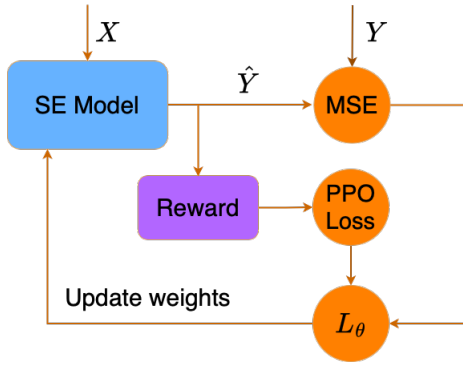 X
Y
SE Model
Ŷ
MSE
Reward
PPO
Loss
Update weights
L_θ